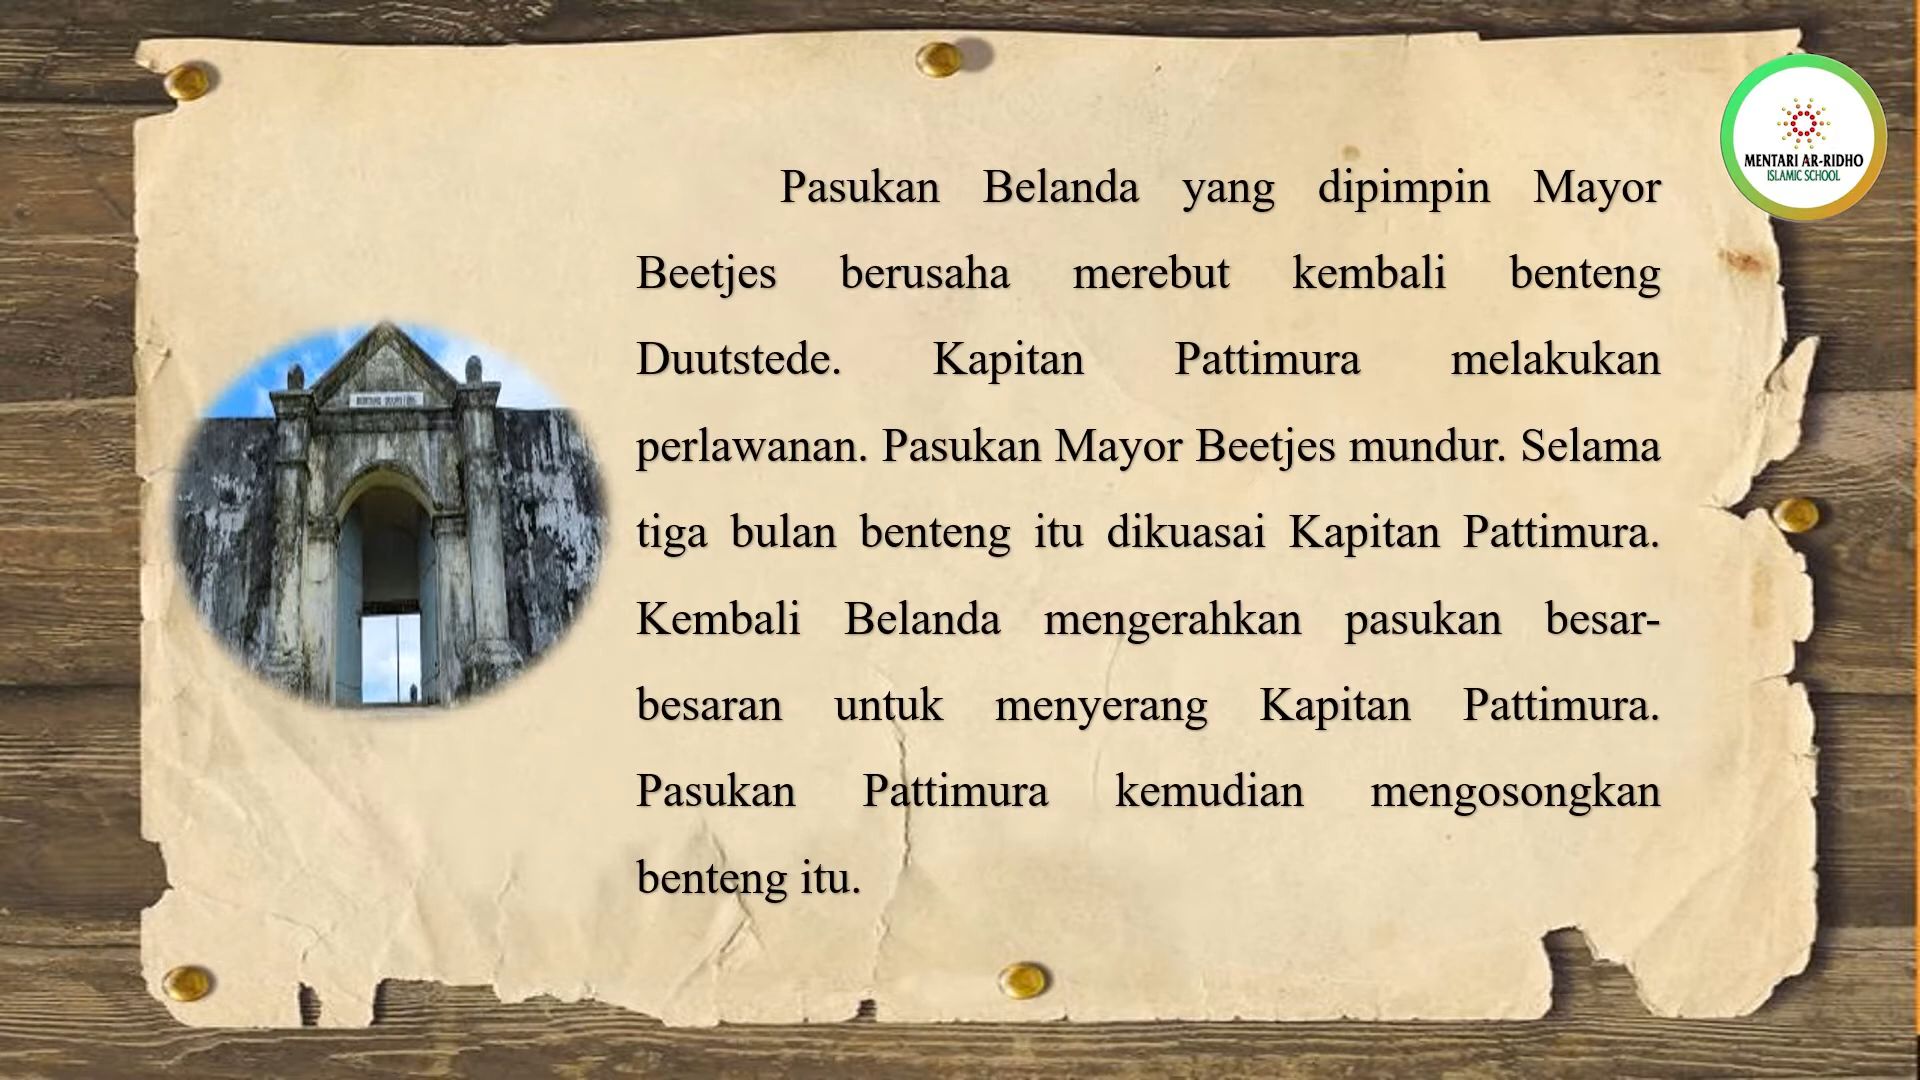 MENTARI AR-RIDHO
ISLAMIC SCHOOL
Pasukan Belanda yang dipimpin Mayor
Beetjes berusaha merebut kembali benteng
Duutstede. Kapitan Pattimura melakukan
perlawanan. Pasukan Mayor Beetjes mundur. Selama
tiga bulan benteng itu dikuasai Kapitan Pattimura.
Kembali Belanda mengerahkan pasukan besar-
besaran untuk menyerang Kapitan Pattimura.
Pasukan Pattimura kemudian mengosongkan
benteng itu.